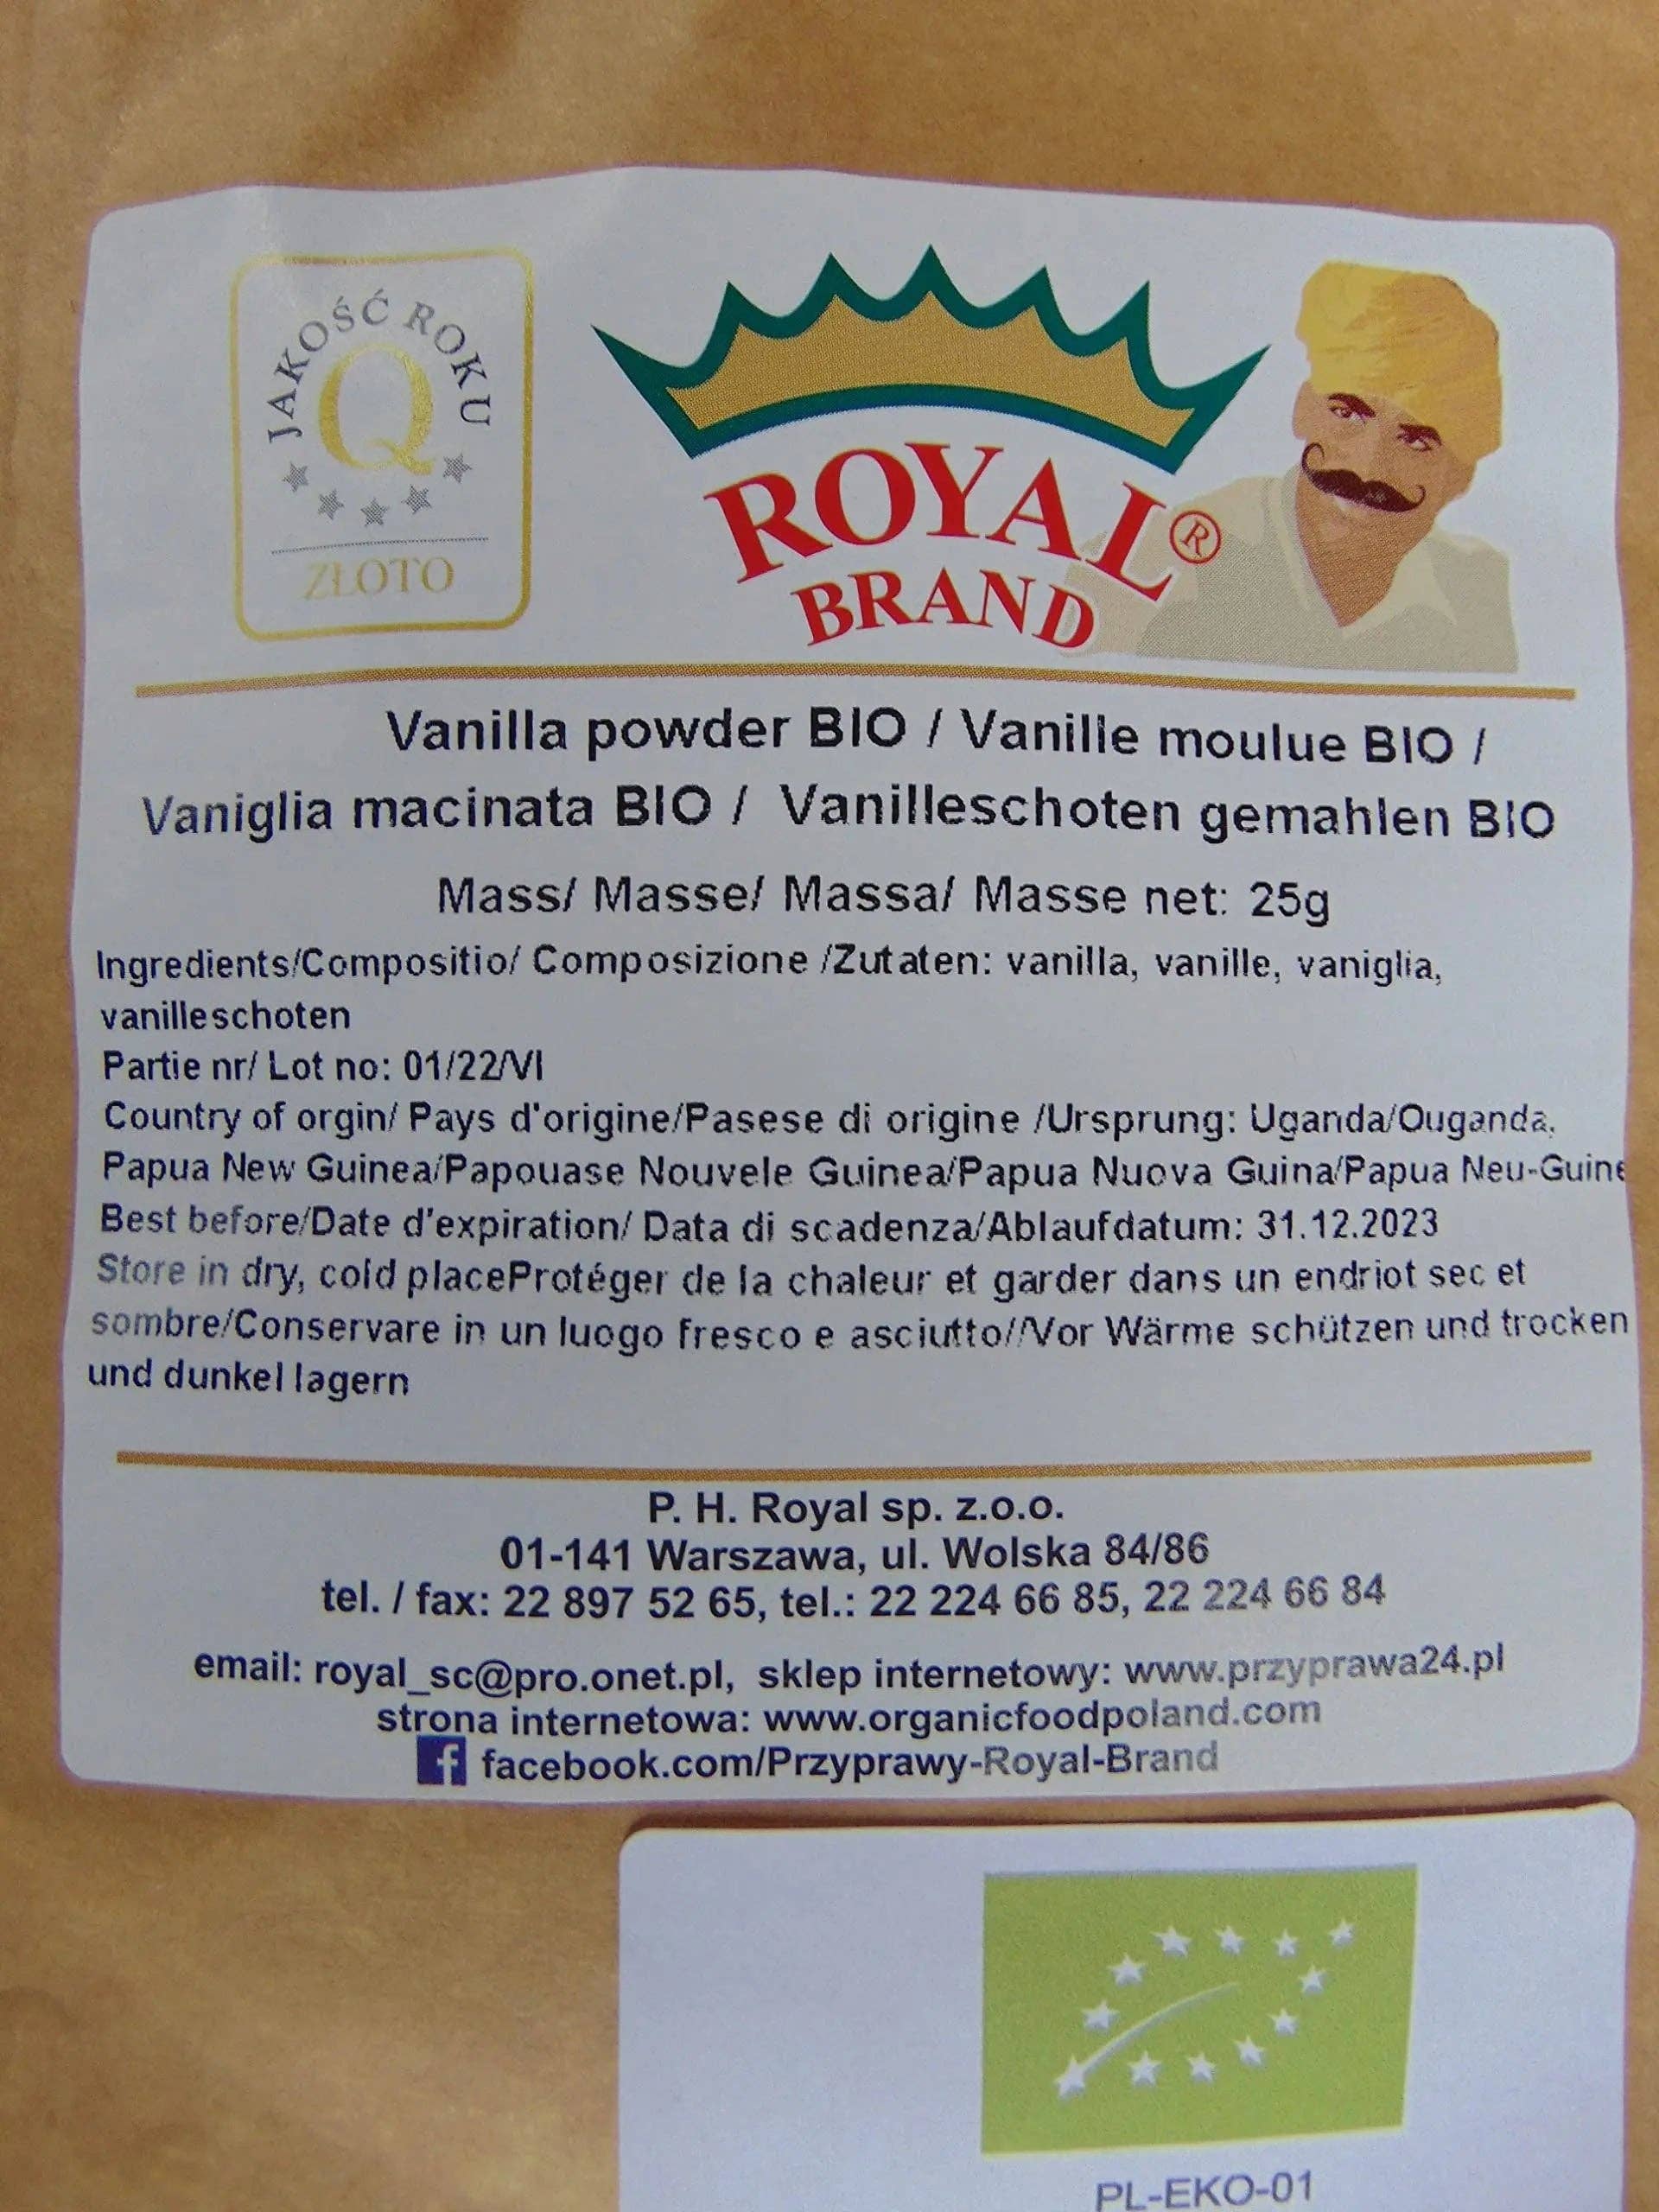 JAKOŚĆ ROKU
Q
ZŁOTO
ROYAL®
BRAND
Vanilla powder BIO / Vanille moulue BIO /
Vaniglia macinata BIO / Vanilleschoten gemahlen BIO
Mass/ Masse/ Massa/ Masse net: 25g
Ingredients/Compositio/ Composizione /Zutaten: vanilla, vanille, vaniglia,
vanilleschoten
Partie nr/ Lot no: 01/22/VI
Country of orgin/ Pays d'origine/Pasese di origine /Ursprung: Uganda/Ouganda,
Papua New Guinea/Papouase Nouvele Guinea/Papua Nuova Guina/Papua Neu-Guine
Best before/Date d'expiration/ Data di scadenza/Ablaufdatum: 31.12.2023
Store in dry, cold placeProtéger de la chaleur et garder dans un endriot sec et
sombre/Conservare in un luogo fresco e asciutto//Vor Wärme schützen und trocken
und dunkel lagern
P. H. Royal sp. z.o.o.
01-141 Warszawa, ul. Wolska 84/86
tel. / fax: 22 897 52 65, tel.: 22 224 66 85, 22 224 66 84
email: royal_sc@pro.onet.pl, sklep internetowy: www.przyprawa24.pl
strona internetowa: www.organicfoodpoland.com
f facebook.com/Przyprawy-Royal-Brand
PL-EKO-01